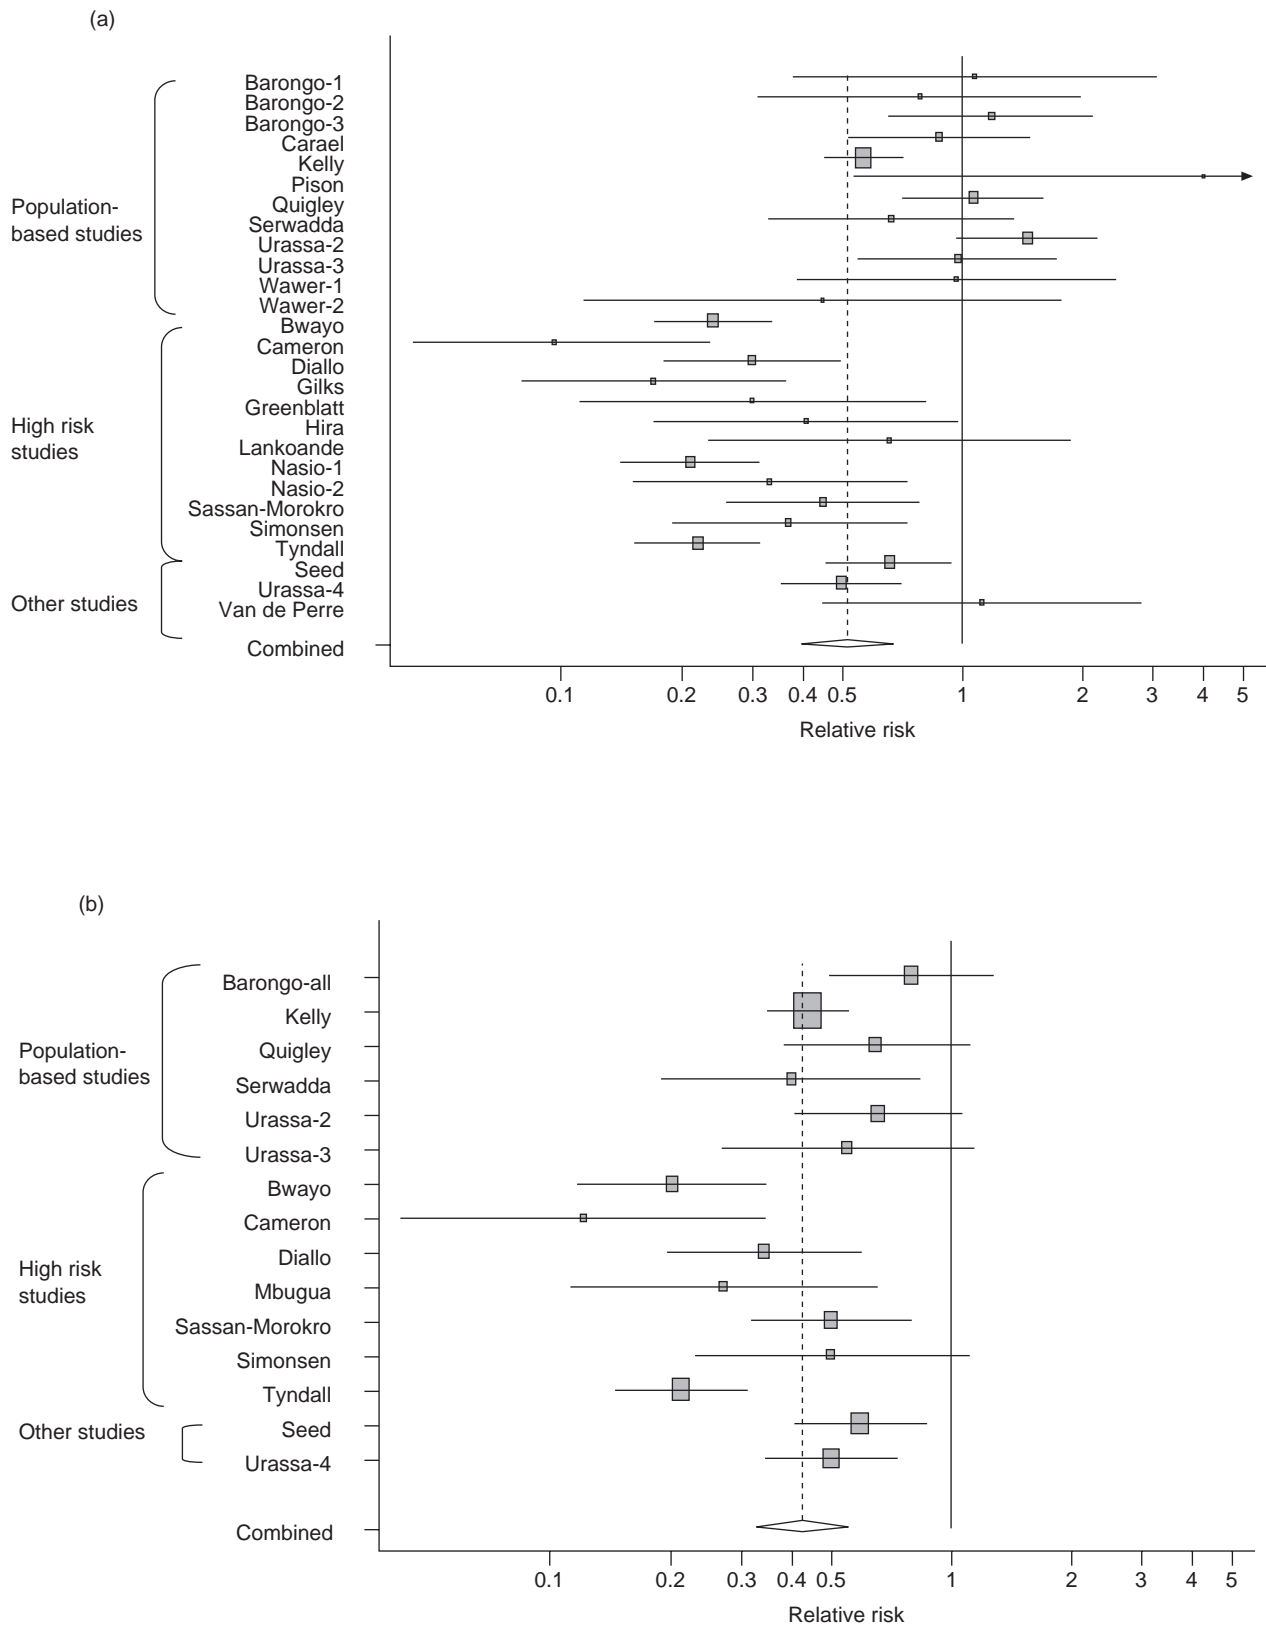 (a)
Barongo-1
Barongo-2
Barongo-3
Carael
Kelly
Pison
Quigley
Serwadda
Urassa-2
Urassa-3
Wawer-1
Wawer-2
Population-
based studies
Bwayo
Cameron
Diallo
Gilks
Greenblatt
Hira
Lankoande
Nasio-1
Nasio-2
Sassan-Morokro
Simonsen
Tyndall
High risk
studies
Seed
Urassa-4
Van de Perre
Other studies
Combined
0.1 0.2 0.3 0.4 0.5 1 2 3 4 5
Relative risk
(b)
Barongo-all
Kelly
Quigley
Serwadda
Urassa-2
Urassa-3
Population-
based studies
Bwayo
Cameron
Diallo
Mbugua
Sassan-Morokro
Simonsen
Tyndall
High risk
studies
Seed
Urassa-4
Other studies
Combined
0.1 0.2 0.3 0.4 0.5 1 2 3 4 5
Relative risk